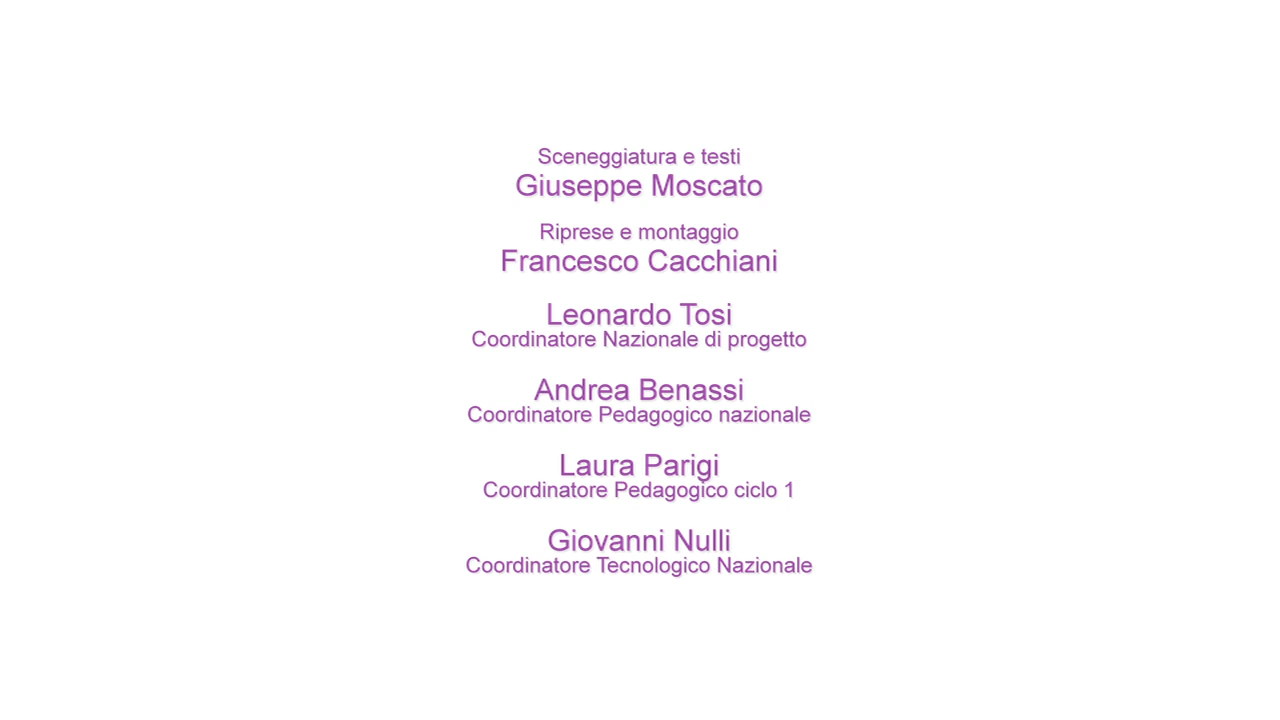 Sceneggiatura e testi
Giuseppe Moscato
Riprese e montaggio
Francesco Cacchiani
Leonardo Tosi
Coordinatore Nazionale di progetto
Andrea Benassi
Coordinatore Pedagogico nazionale
Laura Parigi
Coordinatore Pedagogico ciclo 1
Giovanni Nulli
Coordinatore Tecnologico Nazionale